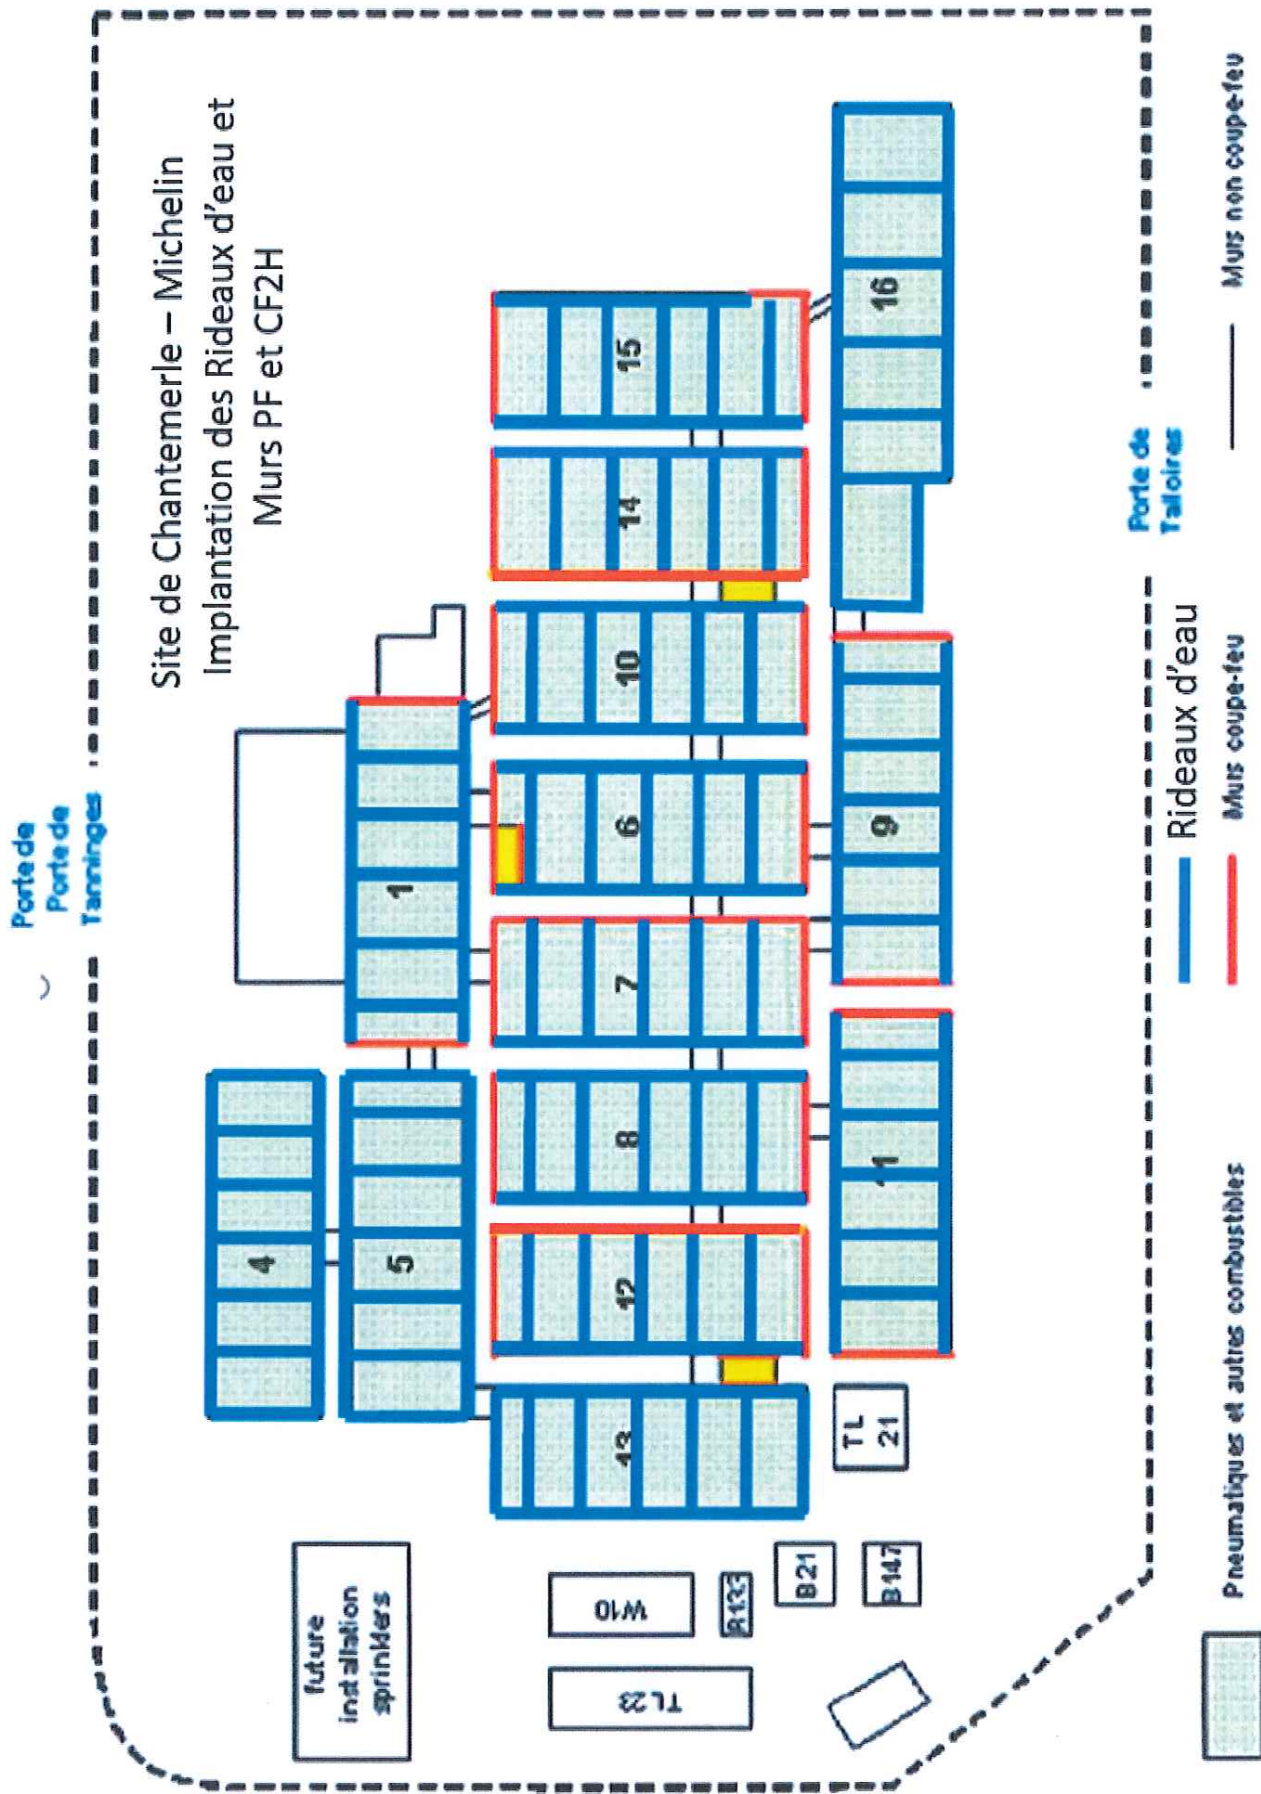 Porte de
Porte de
Tanninges
Site de Chantemerle – Michelin
Implantation des Rideaux d'eau et
Murs PF et CF2H
4
5
1
future
installation
sprinklers
13
12
8
7
6
10
14
15
W10
TL23
B21
B147
TL
21
11
9
16
Porte de
Talloires
Rideaux d'eau
Pneumatiques et autres combustibles
Murs coupe-feu
Murs non coupe-feu